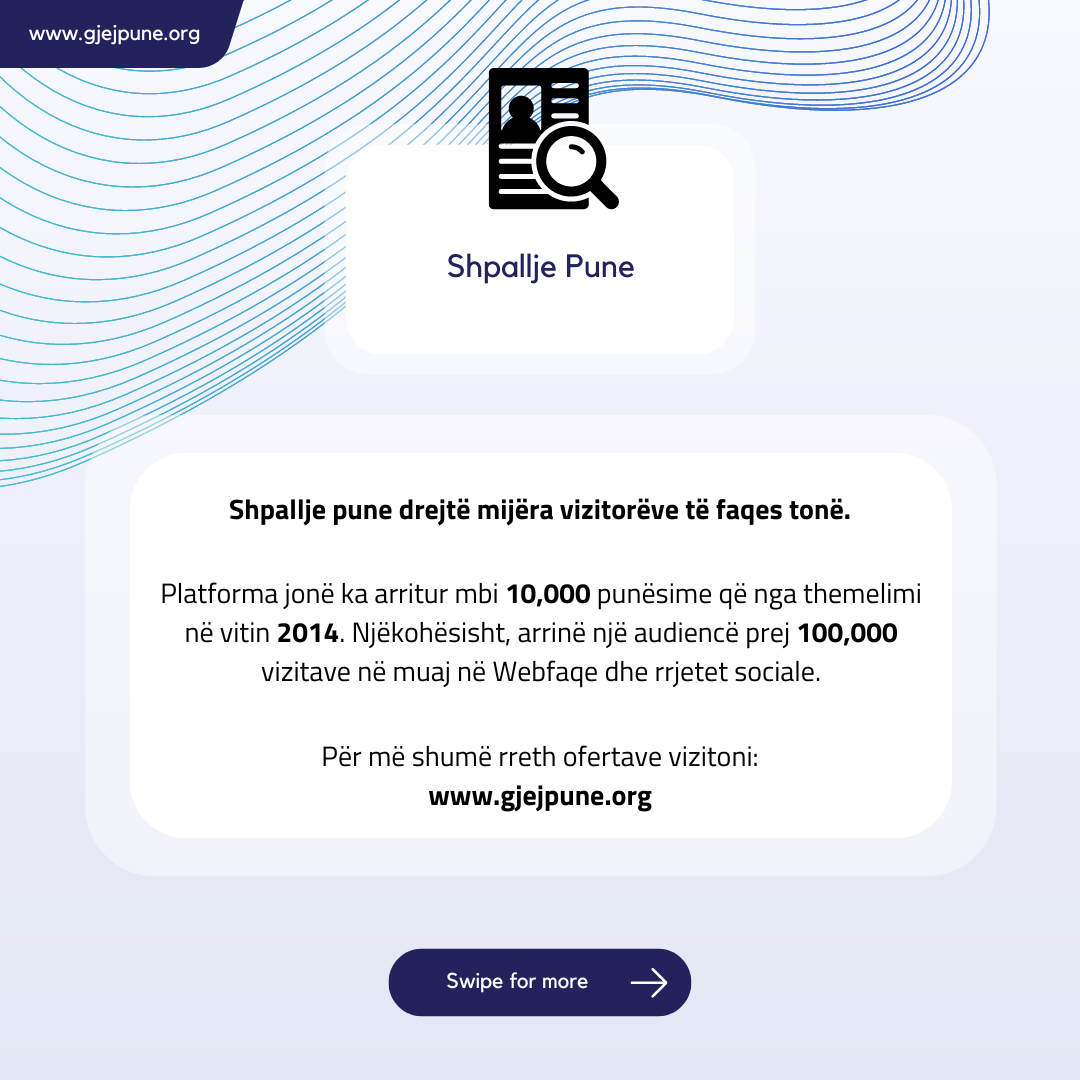 www.gjejpune.org
Shpallje Pune
Shpallje pune drejtë mijëra vizitorëve të faqes tonë.
Platforma jonë ka arritur mbi 10,000 punësime që nga themelimi
në vitin 2014. Njëkohësisht, arrinë një audiencë prej 100,000
vizitave në muaj në Webfaqe dhe rrjetet sociale.
Për më shumë rreth ofertave vizitoni:
www.gjejpune.org
Swipe for more